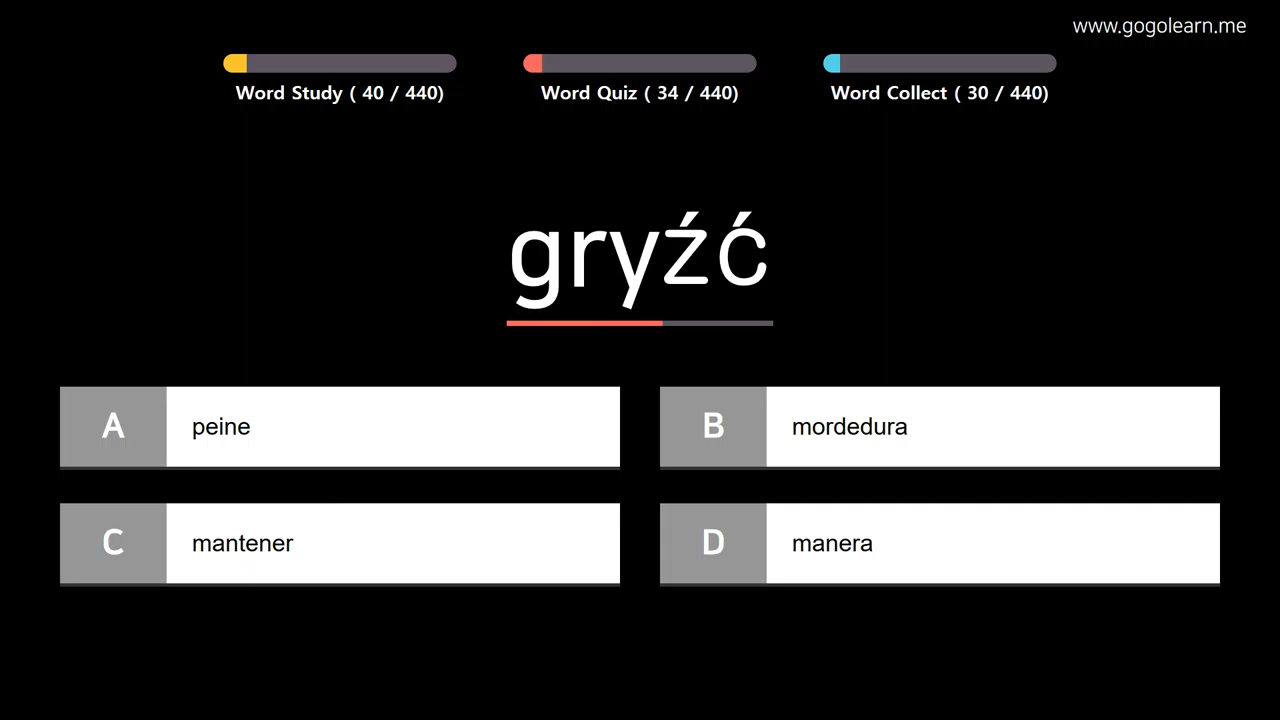 www.gogolearn.me
Word Study ( 40 / 440)
Word Quiz ( 34 / 440)
Word Collect ( 30 / 440)
gryźć
A peine
B mordedura
C mantener
D manera